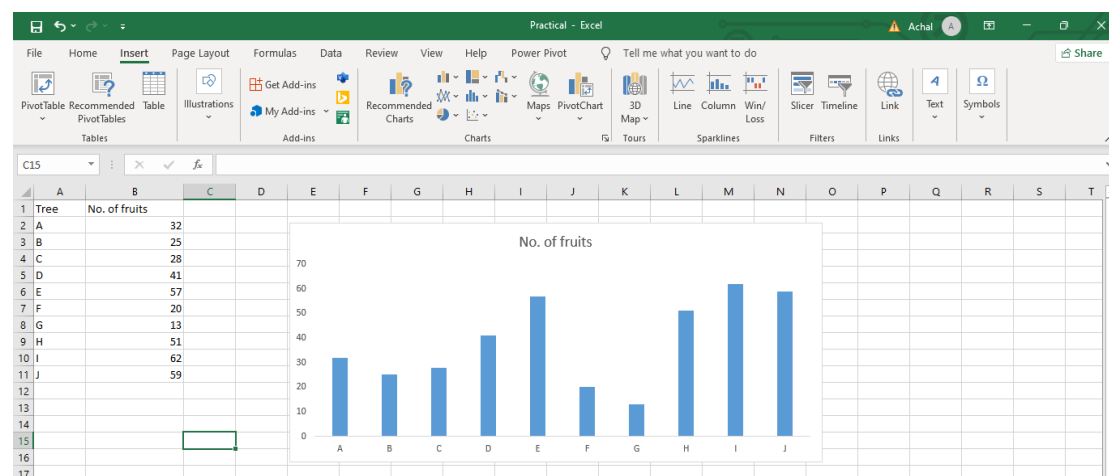 Practical - Excel
Achal A
File Home Insert Page Layout Formulas Data Review View Help Power Pivot Tell me what you want to do Share
PivotTable Recommended PivotTables Table Illustrations Get Add-ins My Add-ins Recommended Charts Maps PivotChart 3D Map Line Column Win/Loss Slicer Timeline Link Text Symbols
Tables Add-ins Charts Tours Sparklines Filters Links
C15 fx
A B C D E F G H I J K L M N O P Q R S T
1 Tree No. of fruits
2 A 32
3 B 25
4 C 28
5 D 41
6 E 57
7 F 20
8 G 13
9 H 51
10 I 62
11 J 59
12
13
14
15
16
17
No. of fruits
70
60
50
40
30
20
10
0
A B C D E F G H I J